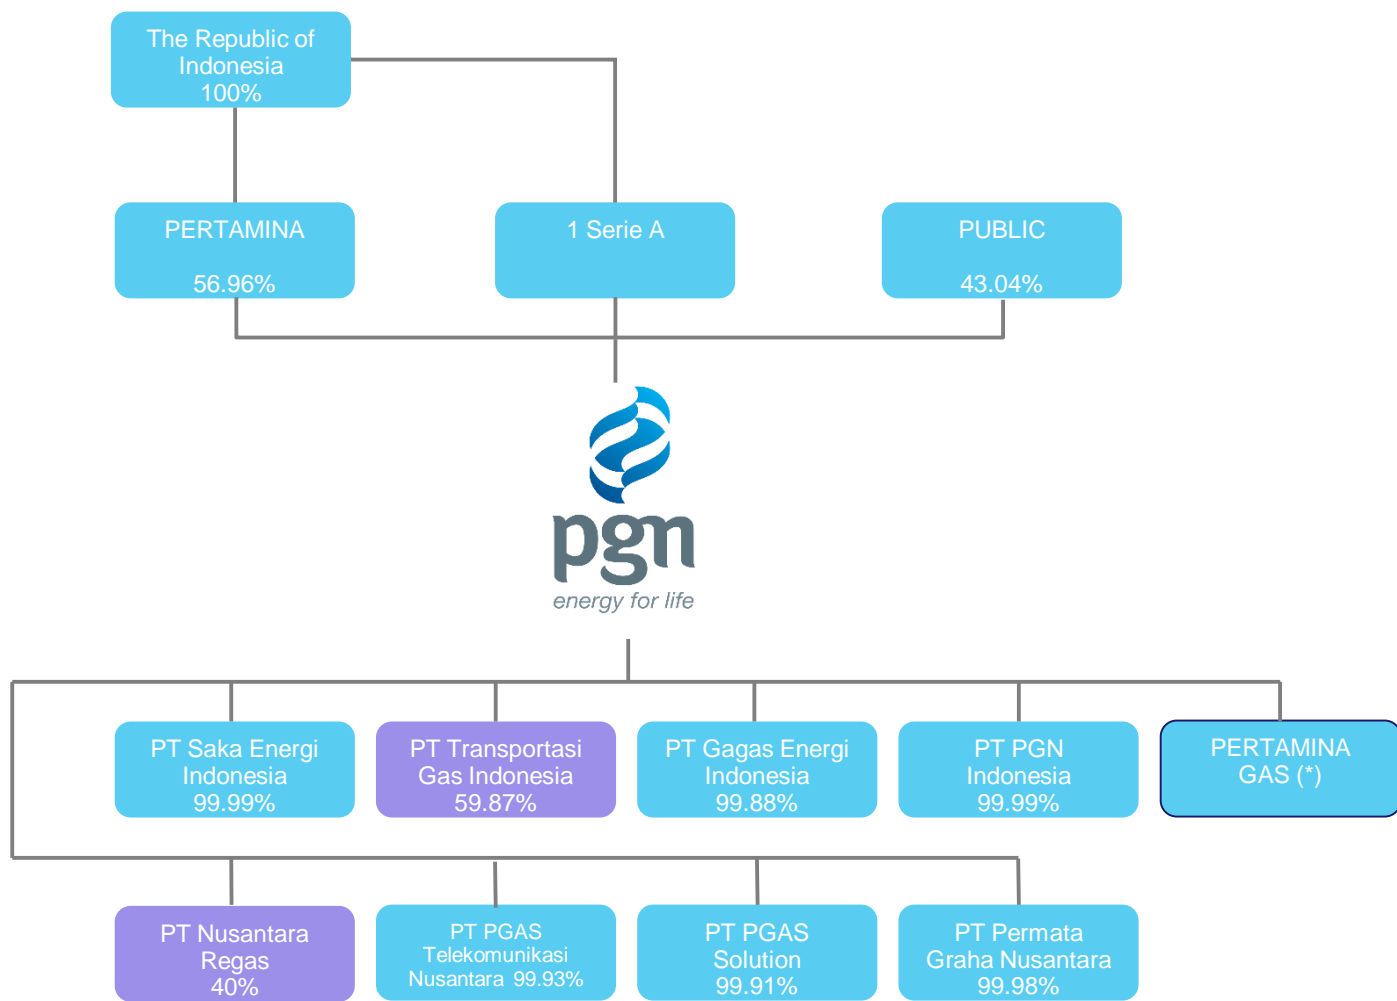 The Republic of
Indonesia
100%
PERTAMINA
56.96%
1 Serie A
PUBLIC
43.04%
pgn
energy for life
PT Saka Energi
Indonesia
99.99%
PT Transportasi
Gas Indonesia
59.87%
PT Gagas Energi
Indonesia
99.88%
PT PGN
Indonesia
99.99%
PERTAMINA
GAS (*)
PT Nusantara
Regas
40%
PT PGAS
Telekomunikasi
Nusantara 99.93%
PT PGAS
Solution
99.91%
PT Permata
Graha Nusantara
99.98%